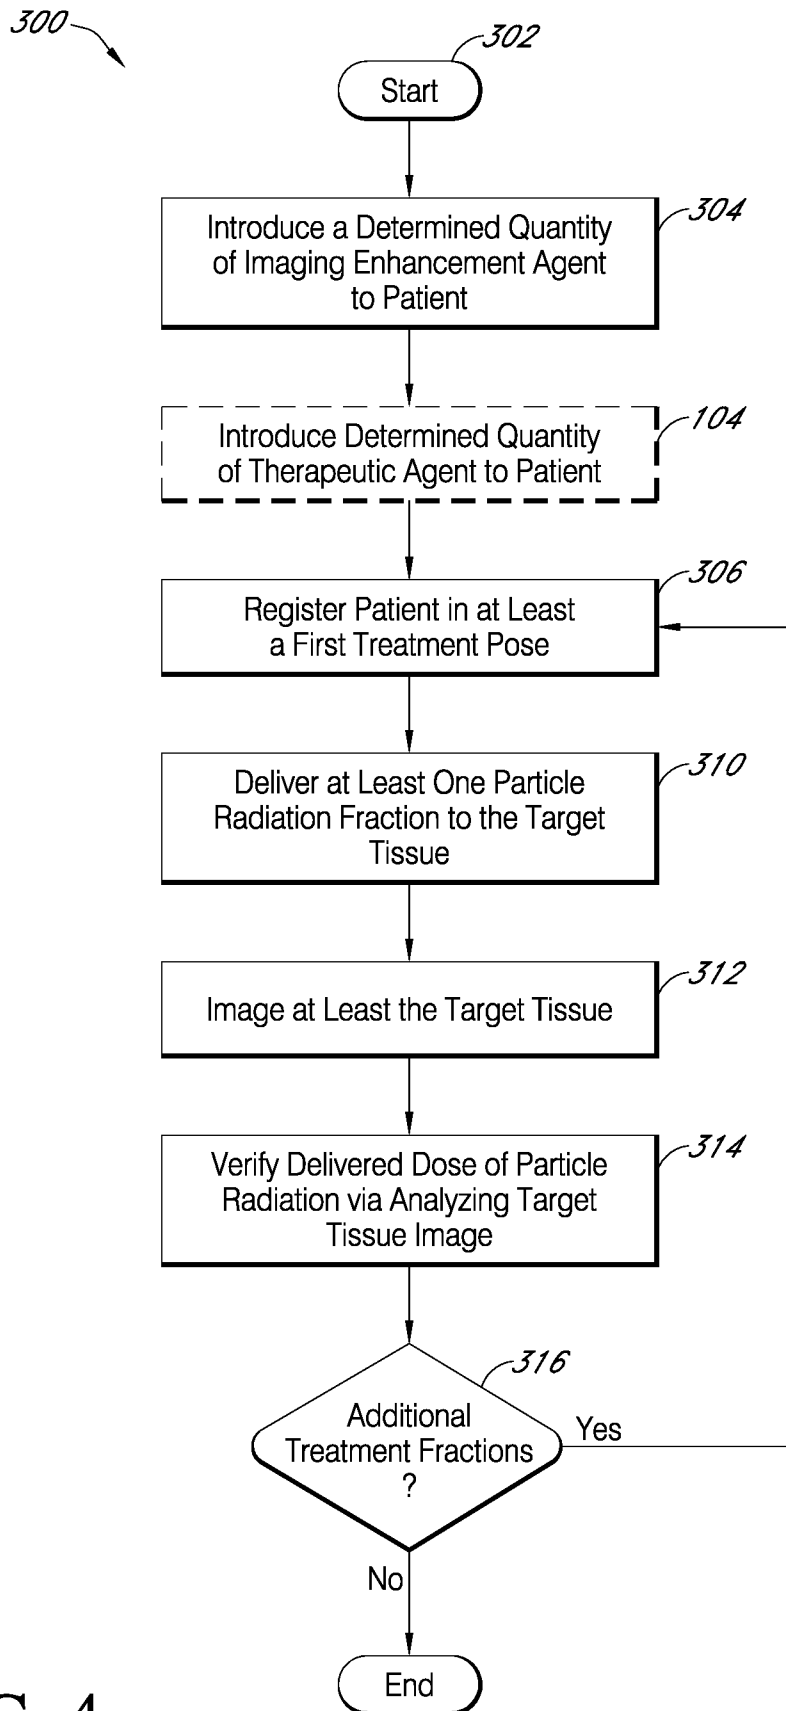 300
302
Start
304
Introduce a Determined Quantity
of Imaging Enhancement Agent
to Patient
104
Introduce Determined Quantity
of Therapeutic Agent to Patient
306
Register Patient in at Least
a First Treatment Pose
310
Deliver at Least One Particle
Radiation Fraction to the Target
Tissue
312
Image at Least the Target Tissue
314
Verify Delivered Dose of Particle
Radiation via Analyzing Target
Tissue Image
316
Additional
Treatment Fractions
?
Yes
No
End